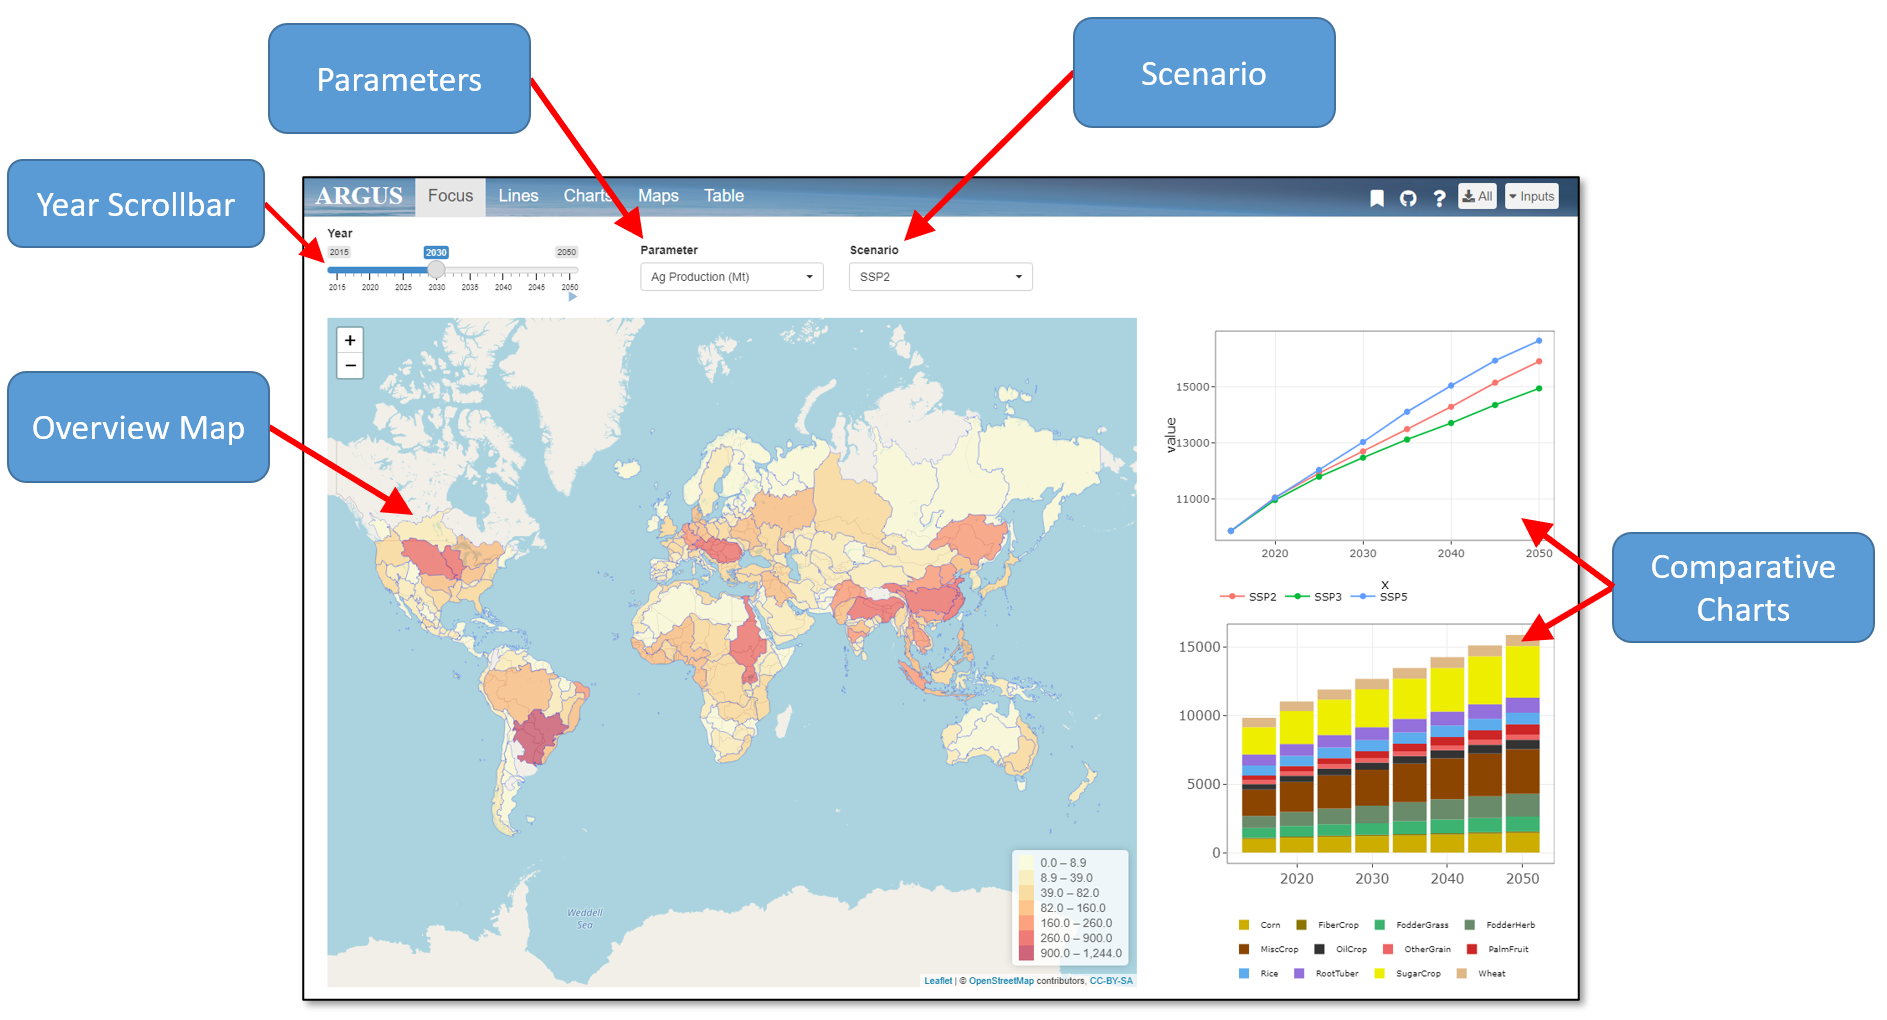 Parameters
Scenario
Year Scrollbar
Overview Map
Comparative
Charts
ARGUS Focus Lines Charts Maps Table ? All Inputs
Year
2015 2030 2050
2015 2020 2025 2030 2035 2040 2045 2050
Parameter
Ag Production (Mt)
Scenario
SSP2
+
−
Weddell
Sea
0.0 – 8.9
8.9 – 39.0
39.0 – 82.0
82.0 – 160.0
160.0 – 260.0
260.0 – 900.0
900.0 – 1,244.0
Leaflet | © OpenStreetMap contributors, CC-BY-SA
value
15000
13000
11000
2020 2030 2040 2050
x
SSP2 SSP3 SSP5
15000
10000
5000
0
2020 2030 2040 2050
Corn FiberCrop FodderGrass FodderHerb
MiscCrop OilCrop OtherGrain PalmFruit
Rice RootTuber SugarCrop Wheat